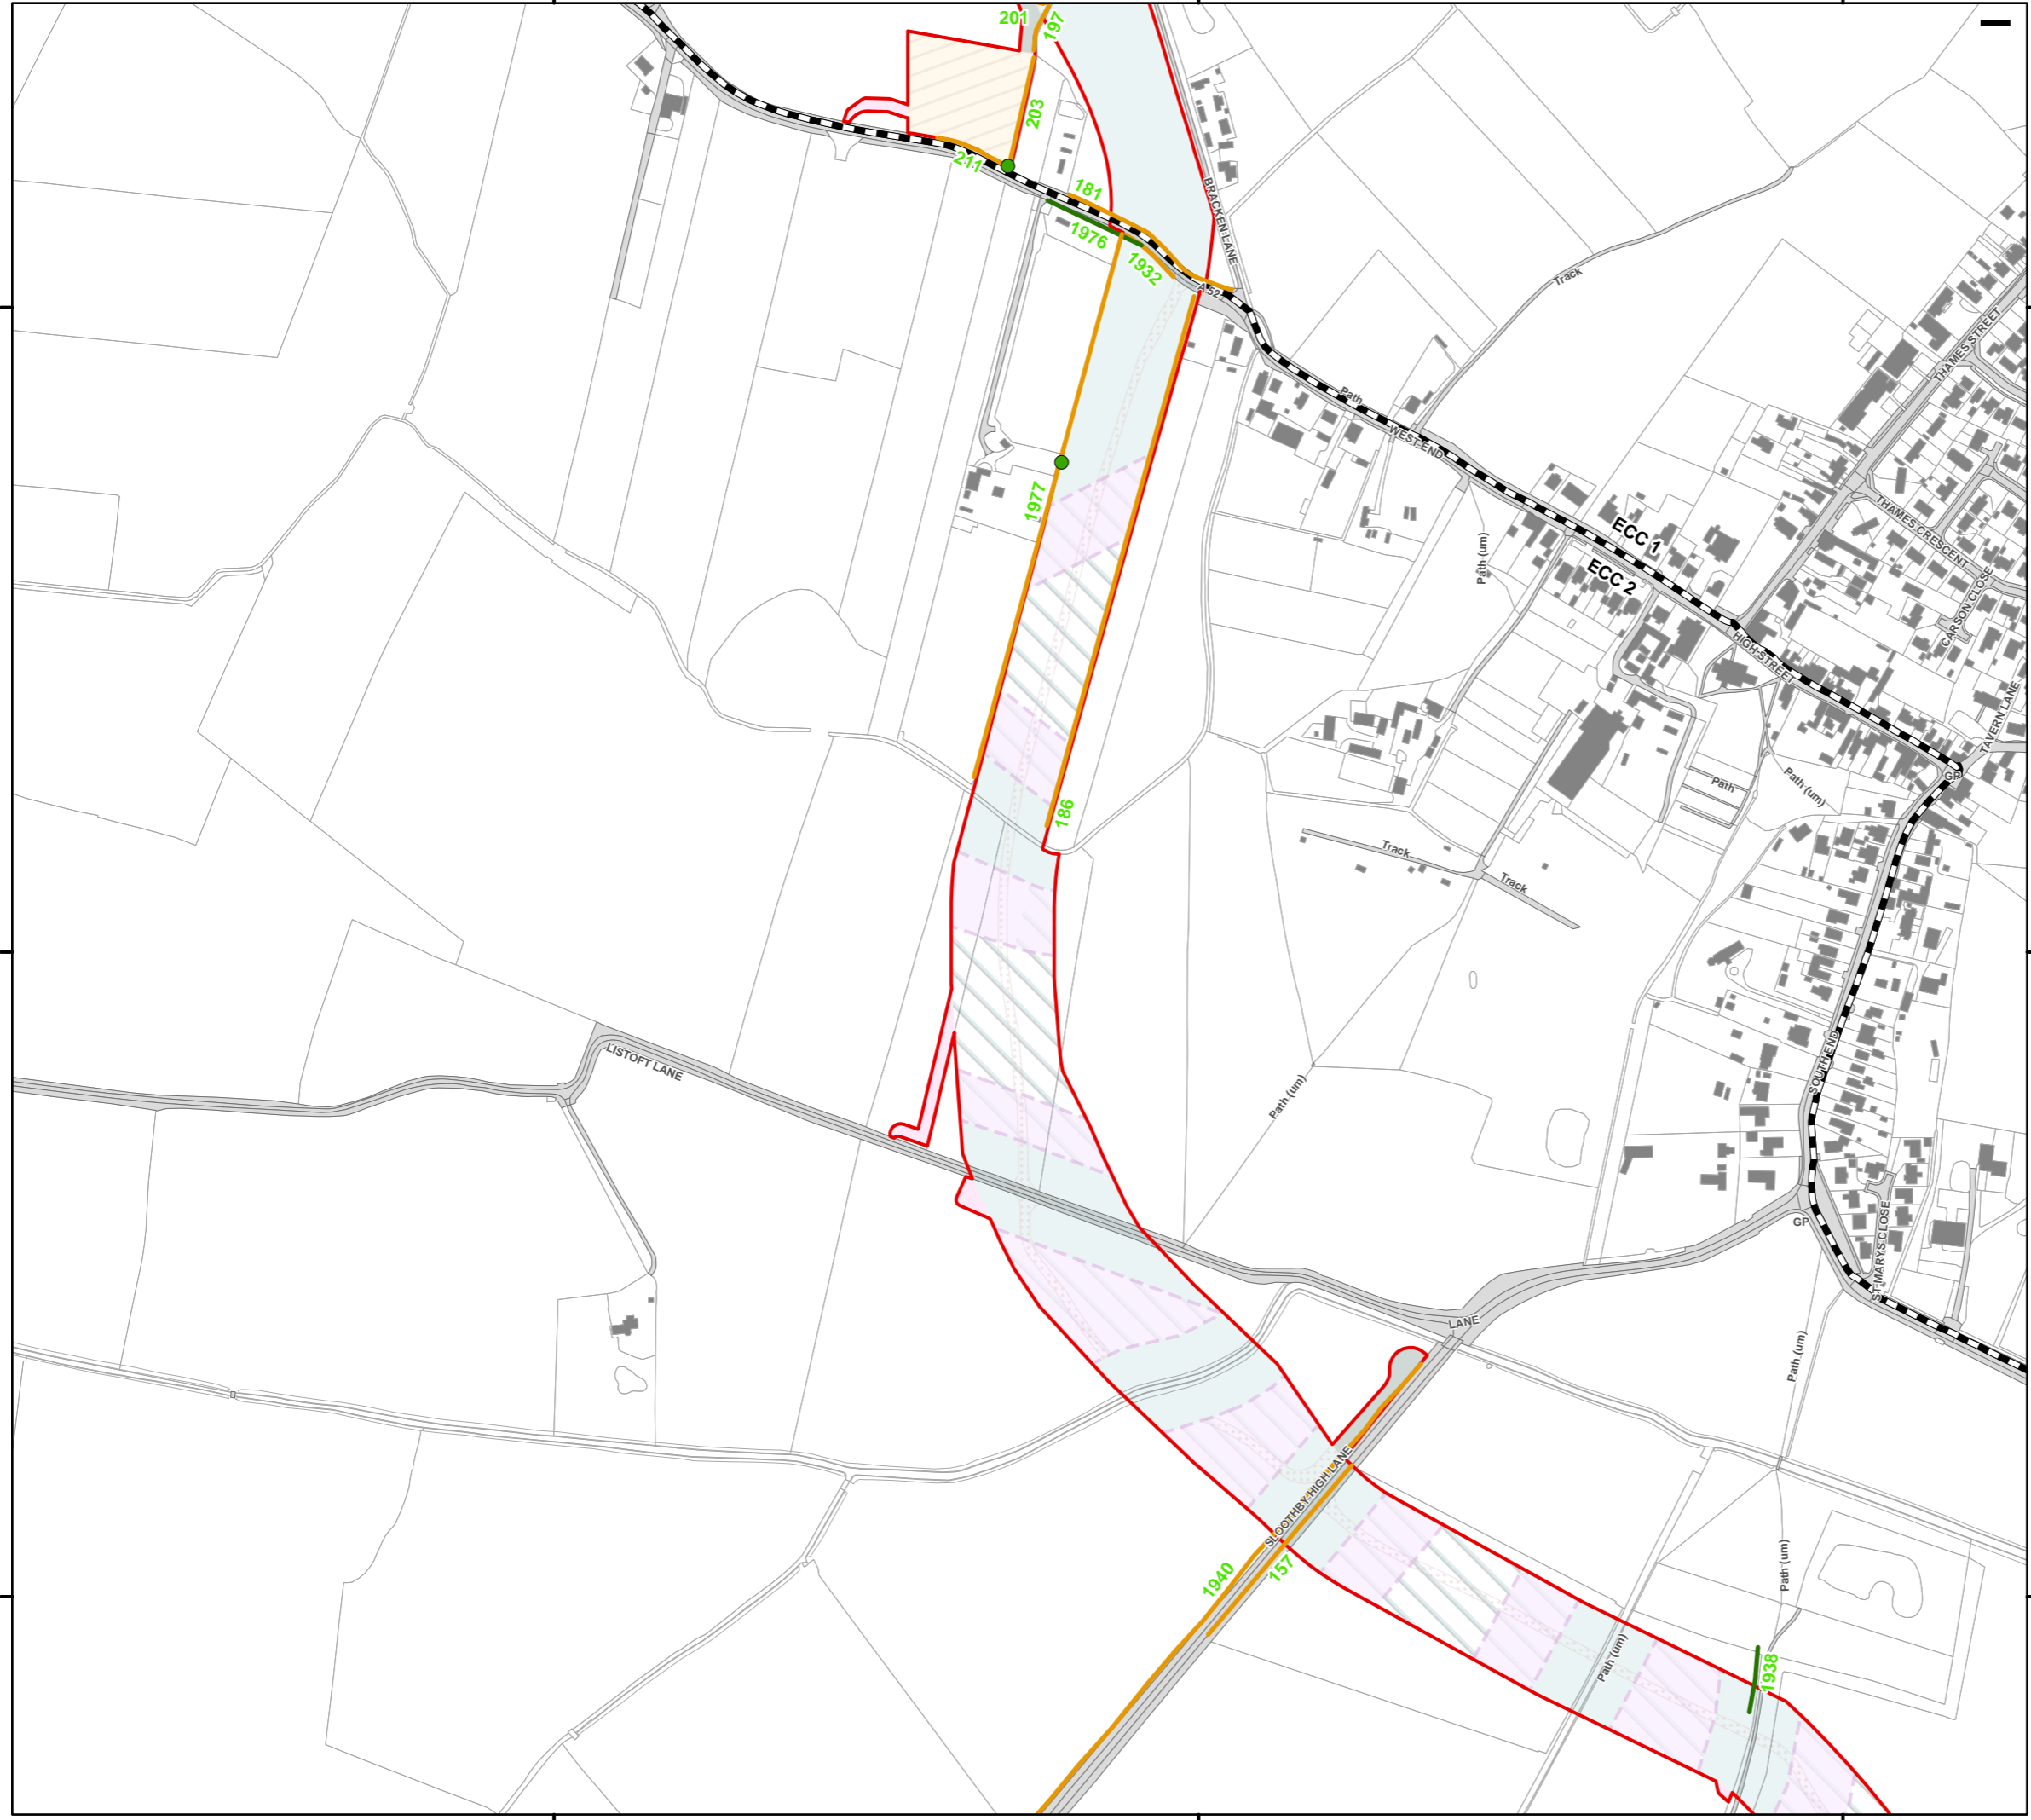 201
197
203
211
181
1976
1932
BRACKEN LANE
A 52
Track
THAMES STREET
THAMES STREET
Path
WEST END
1977
THAMES CRESCENT
ECC 1
ECC 2
Path (um)
CARSON CLOSE
HIGH STREET
TAVERN LANE
GP
Path
Path (um)
186
Track
Track
SOUTH END
LISTOFT LANE
Path (um)
GP
ST MARYS CLOSE
LANE
Path (um)
SLOOTHBY HIGH LANE
1940
157
Path (um)
Path (um)
1938